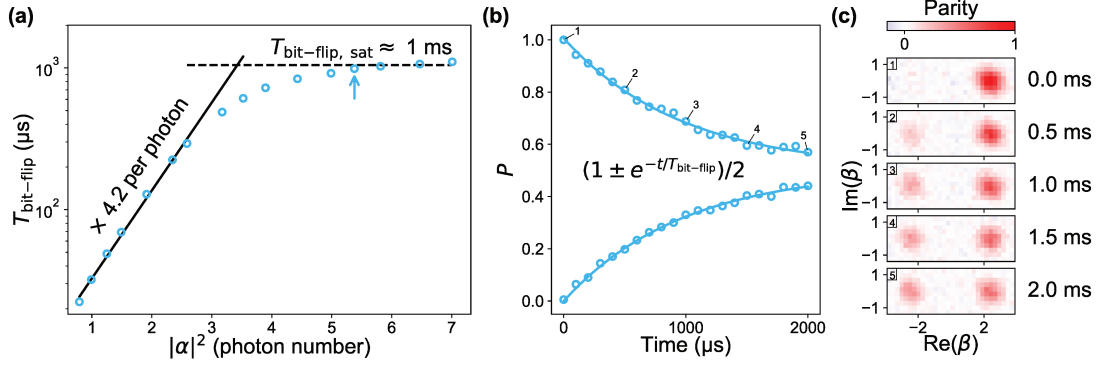 (a)
T_bit−flip, sat ≈ 1 ms
× 4.2 per photon
10³
10²
T_bit−flip (µs)
1 2 3 4 5 6 7
|α|² (photon number)
(b)
1.0
0.8
0.6
0.4
0.2
0.0
P
1
2
3
4
5
(1 ± e^−t/T_bit−flip)/2
0 1000 2000
Time (µs)
(c)
Parity
0 1
1
−1
1
0.0 ms
1
−1
2
0.5 ms
1
−1
3
1.0 ms
1
−1
4
1.5 ms
1
−1
5
2.0 ms
Im(β)
−2 2
Re(β)